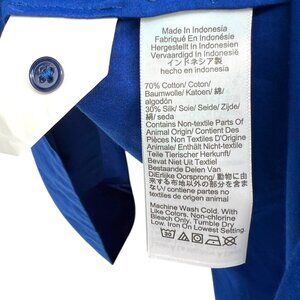 Made In Indonesia
Fabriqué En Indonésie
Hergestellt In Indonesien
Vervaardigd In Indonesie
インドネシア製
hecho en indonesia
70% Cotton/ Coton/
Baumwolle/ Katoen/ 綿/
algodón
30% Silk/ Soie/ Seide/ Zijde/
絹/ seda
Contains Non-textile Parts Of
Animal Origin/ Contient Des
Pièces Non Textiles D'Origine
Animale/ Enthält Nicht-textile
Teile Tierischer Herkunft/
Bevat Niet Uit Textiel
Bestaande Delen Van
DiErlijke Oorsprong/ 動物に由
来する布地以外の部分を含
みます/ contiene partes no
textiles de origen animal
Machine Wash Cold. With
Like Colors. Non-chlorine
Bleach Only. Tumble Dry
Low. Iron On Lowest Setting